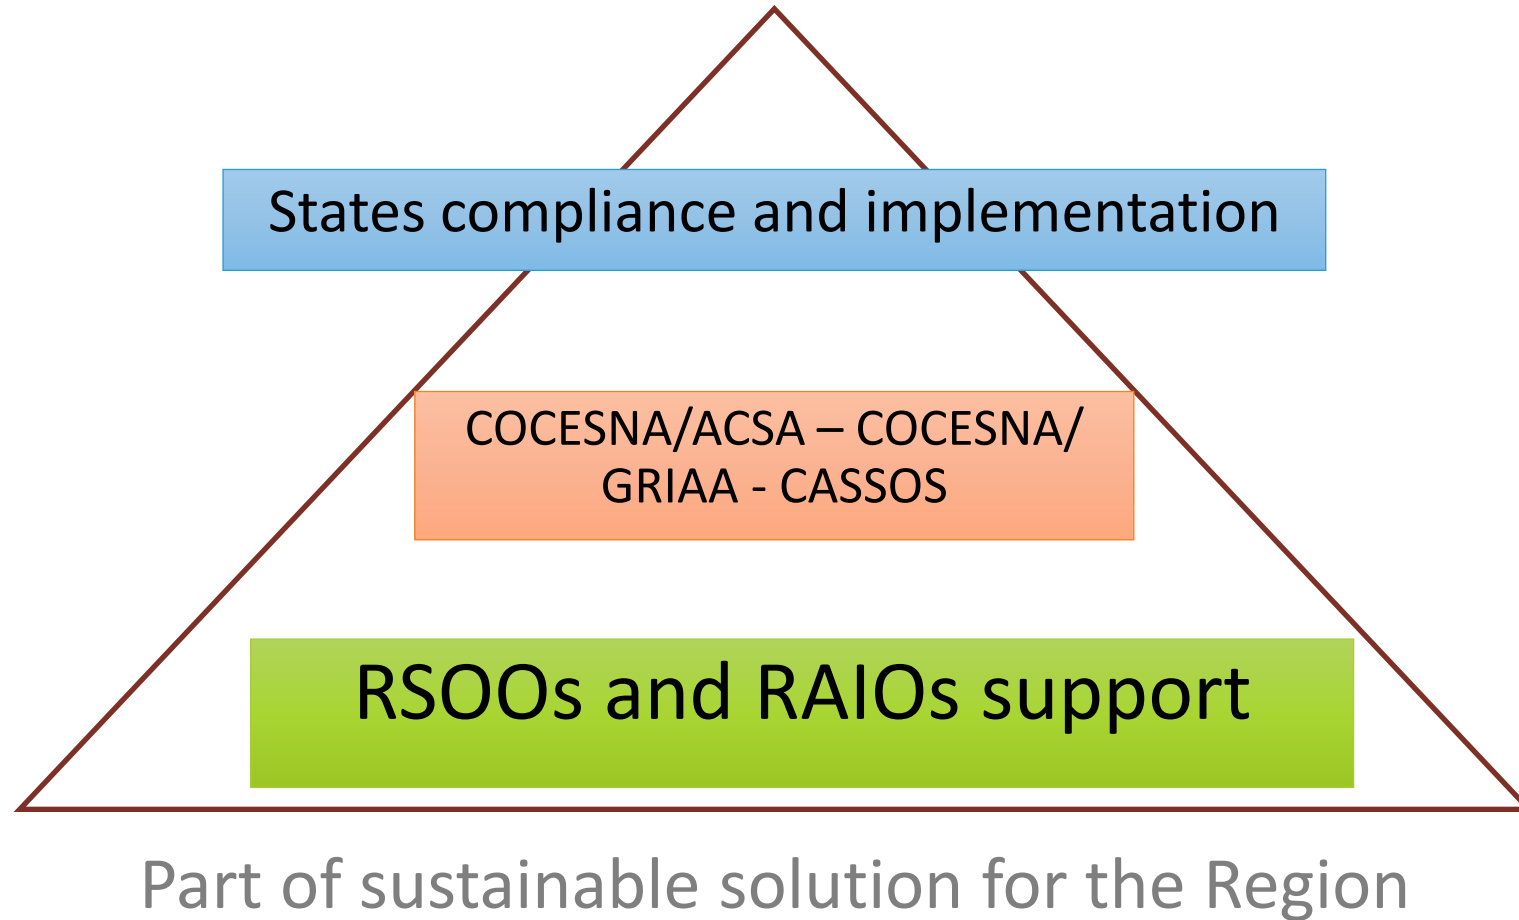 States compliance and implementation
COCESNA/ACSA – COCESNA/
GRIAA - CASSOS
RSOOs and RAIOs support
Part of sustainable solution for the Region